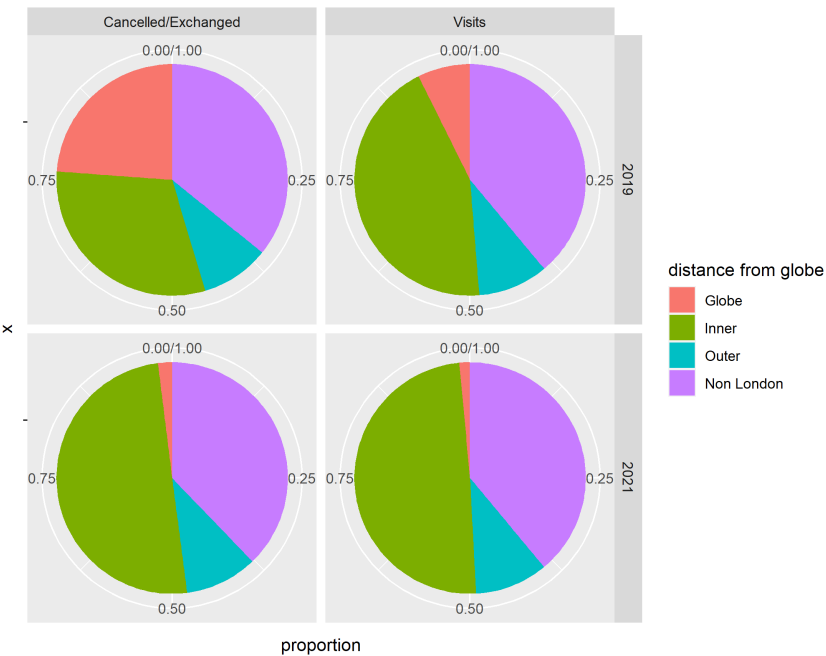 Cancelled/Exchanged
Visits
0.00/1.00
0.00/1.00
0.75
0.25
0.75
0.25
2019
0.50
0.50
0.00/1.00
0.00/1.00
0.75
0.25
0.75
0.25
2021
0.50
0.50
x
proportion
distance from globe
Globe
Inner
Outer
Non London